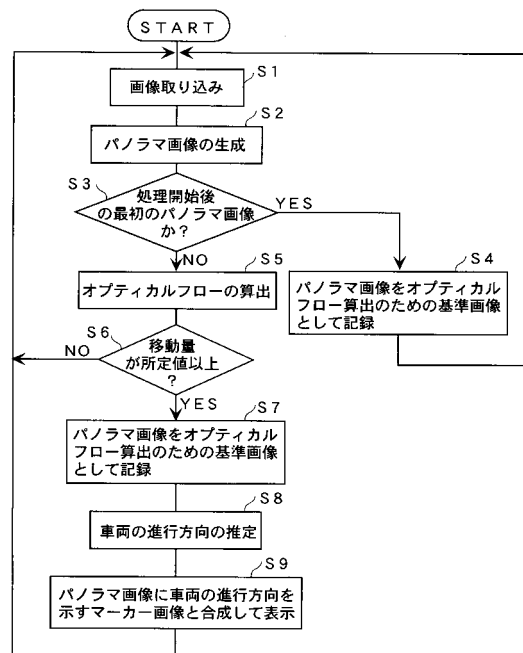 START
S1
画像取り込み
S2
パノラマ画像の生成
S3
処理開始後
の最初のパノラマ画像
か？
YES
NO
S4
パノラマ画像をオプティカル
フロー算出のための基準画像
として記録
S5
オプティカルフローの算出
S6
移動量
が所定値以上
？
NO
YES
S7
パノラマ画像をオプティカル
フロー算出のための基準画像
として記録
S8
車両の進行方向の推定
S9
パノラマ画像に車両の進行方向を
示すマーカー画像と合成して表示